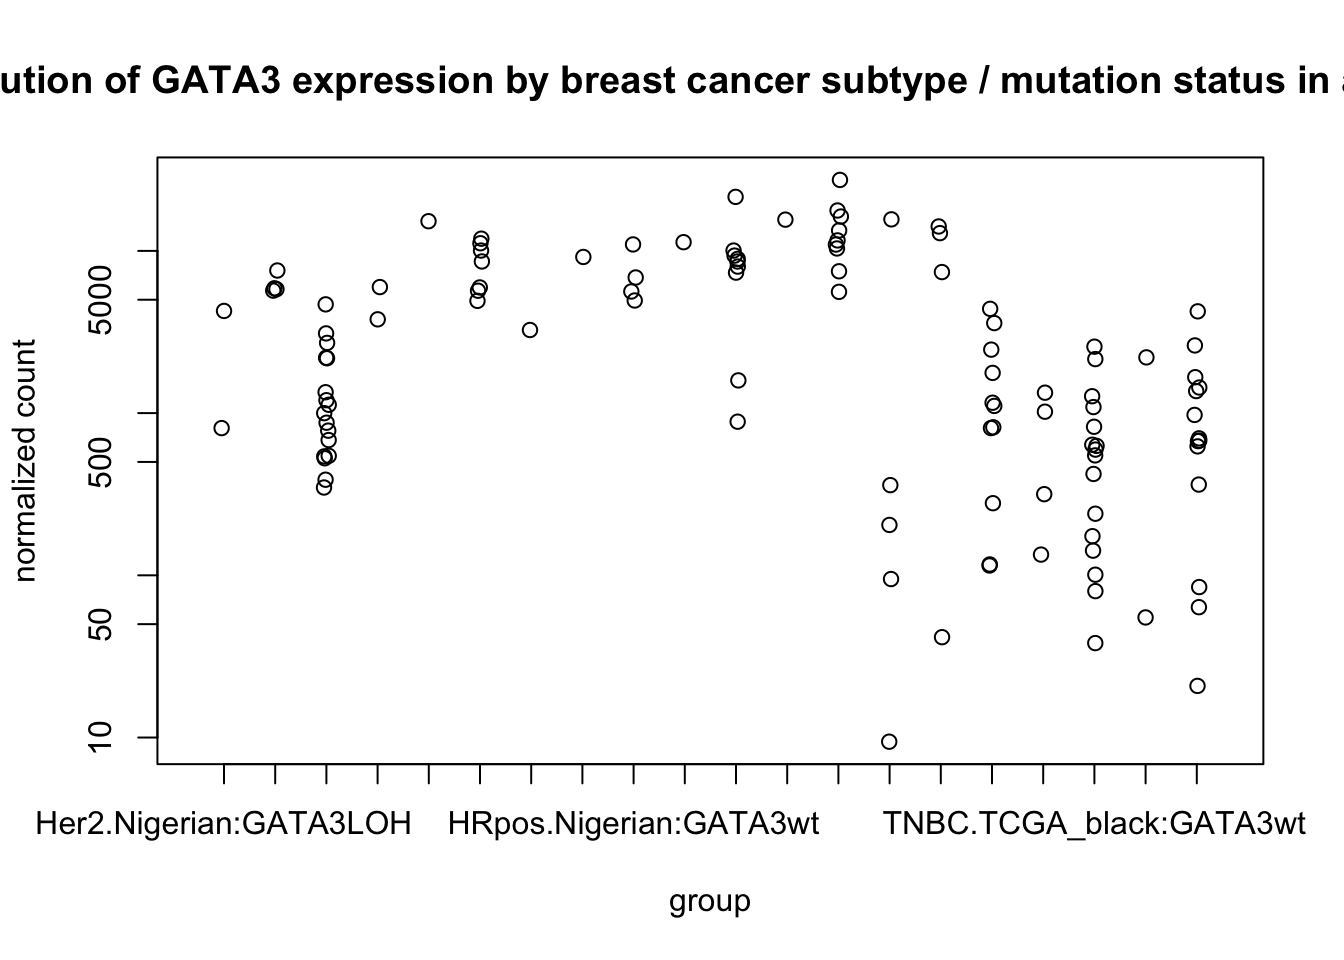 ution of GATA3 expression by breast cancer subtype / mutation status in
normalized count
5000
500
50
10
Her2.Nigerian:GATA3LOH HRpos.Nigerian:GATA3wt TNBC.TCGA_black:GATA3wt
group